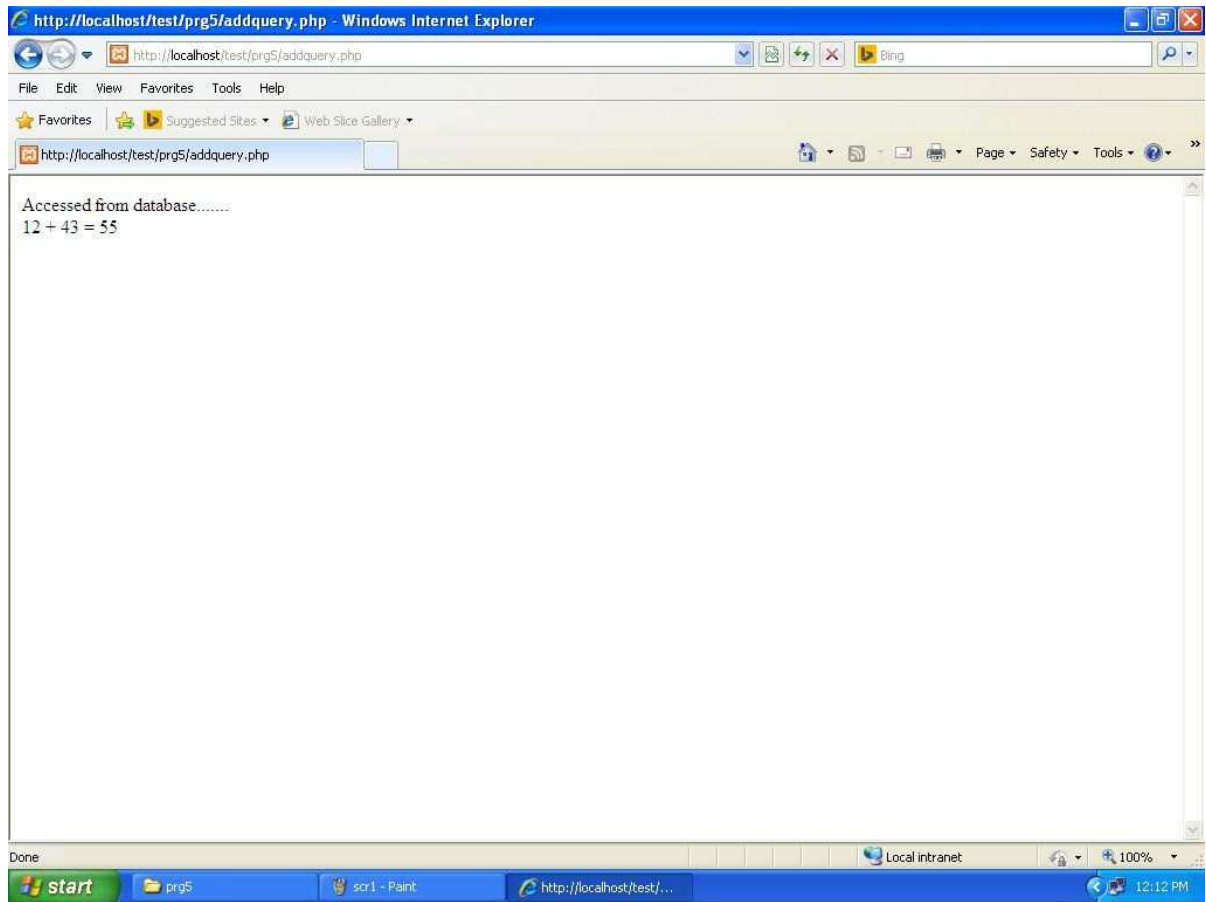 http://localhost/test/prg5/addquery.php - Windows Internet Explorer
http://localhost/test/prg5/addquery.php
Bing
File Edit View Favorites Tools Help
Favorites Suggested Sites Web Slice Gallery
http://localhost/test/prg5/addquery.php
Page Safety Tools »
Accessed from database.......
12 + 43 = 55
Done
Local intranet
100%
start
prg5
scr1 - Paint
http://localhost/test/...
12:12 PM